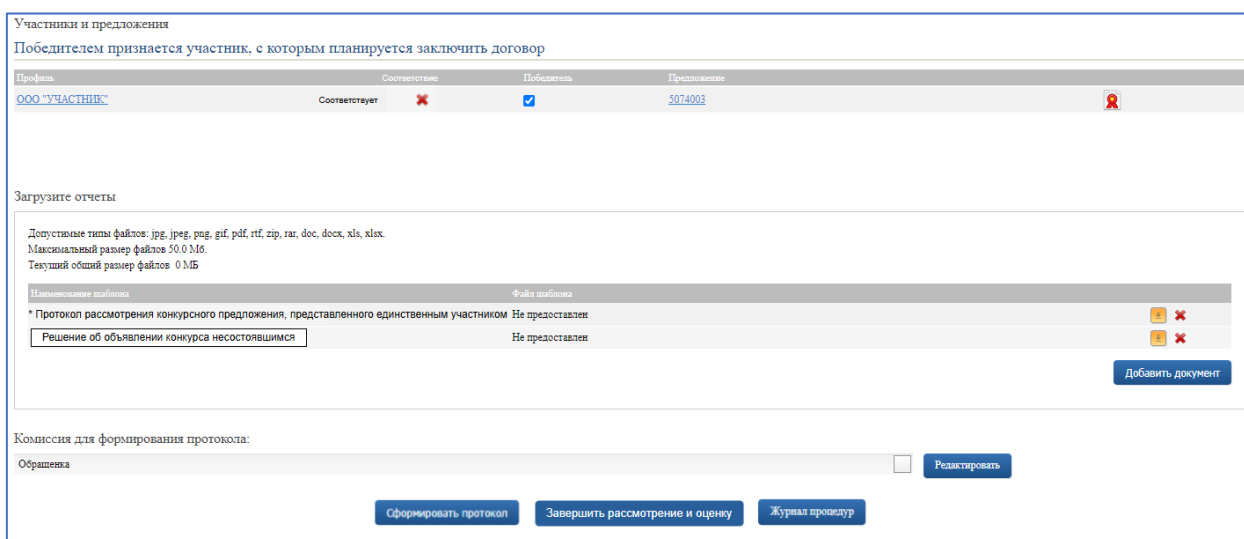 Участники и предложения
Победителем признается участник, с которым планируется заключить договор
Профиль Соответствие Победитель Предложение
ООО "УЧАСТНИК" Соответствует 5074003
Загрузите отчеты
Допустимые типы файлов: jpg, jpeg, png, gif, pdf, rtf, zip, rar, doc, docx, xls, xlsx.
Максимальный размер файлов 50.0 Мб.
Текущий общий размер файлов 0 МБ
Наименование шаблона Файл шаблона
* Протокол рассмотрения конкурсного предложения, представленного единственным участником Не предоставлен
Решение об объявлении конкурса несостоявшимся Не предоставлен
Добавить документ
Комиссия для формирования протокола:
Обращенка Редактировать
Сформировать протокол Завершить рассмотрение и оценку Журнал процедур